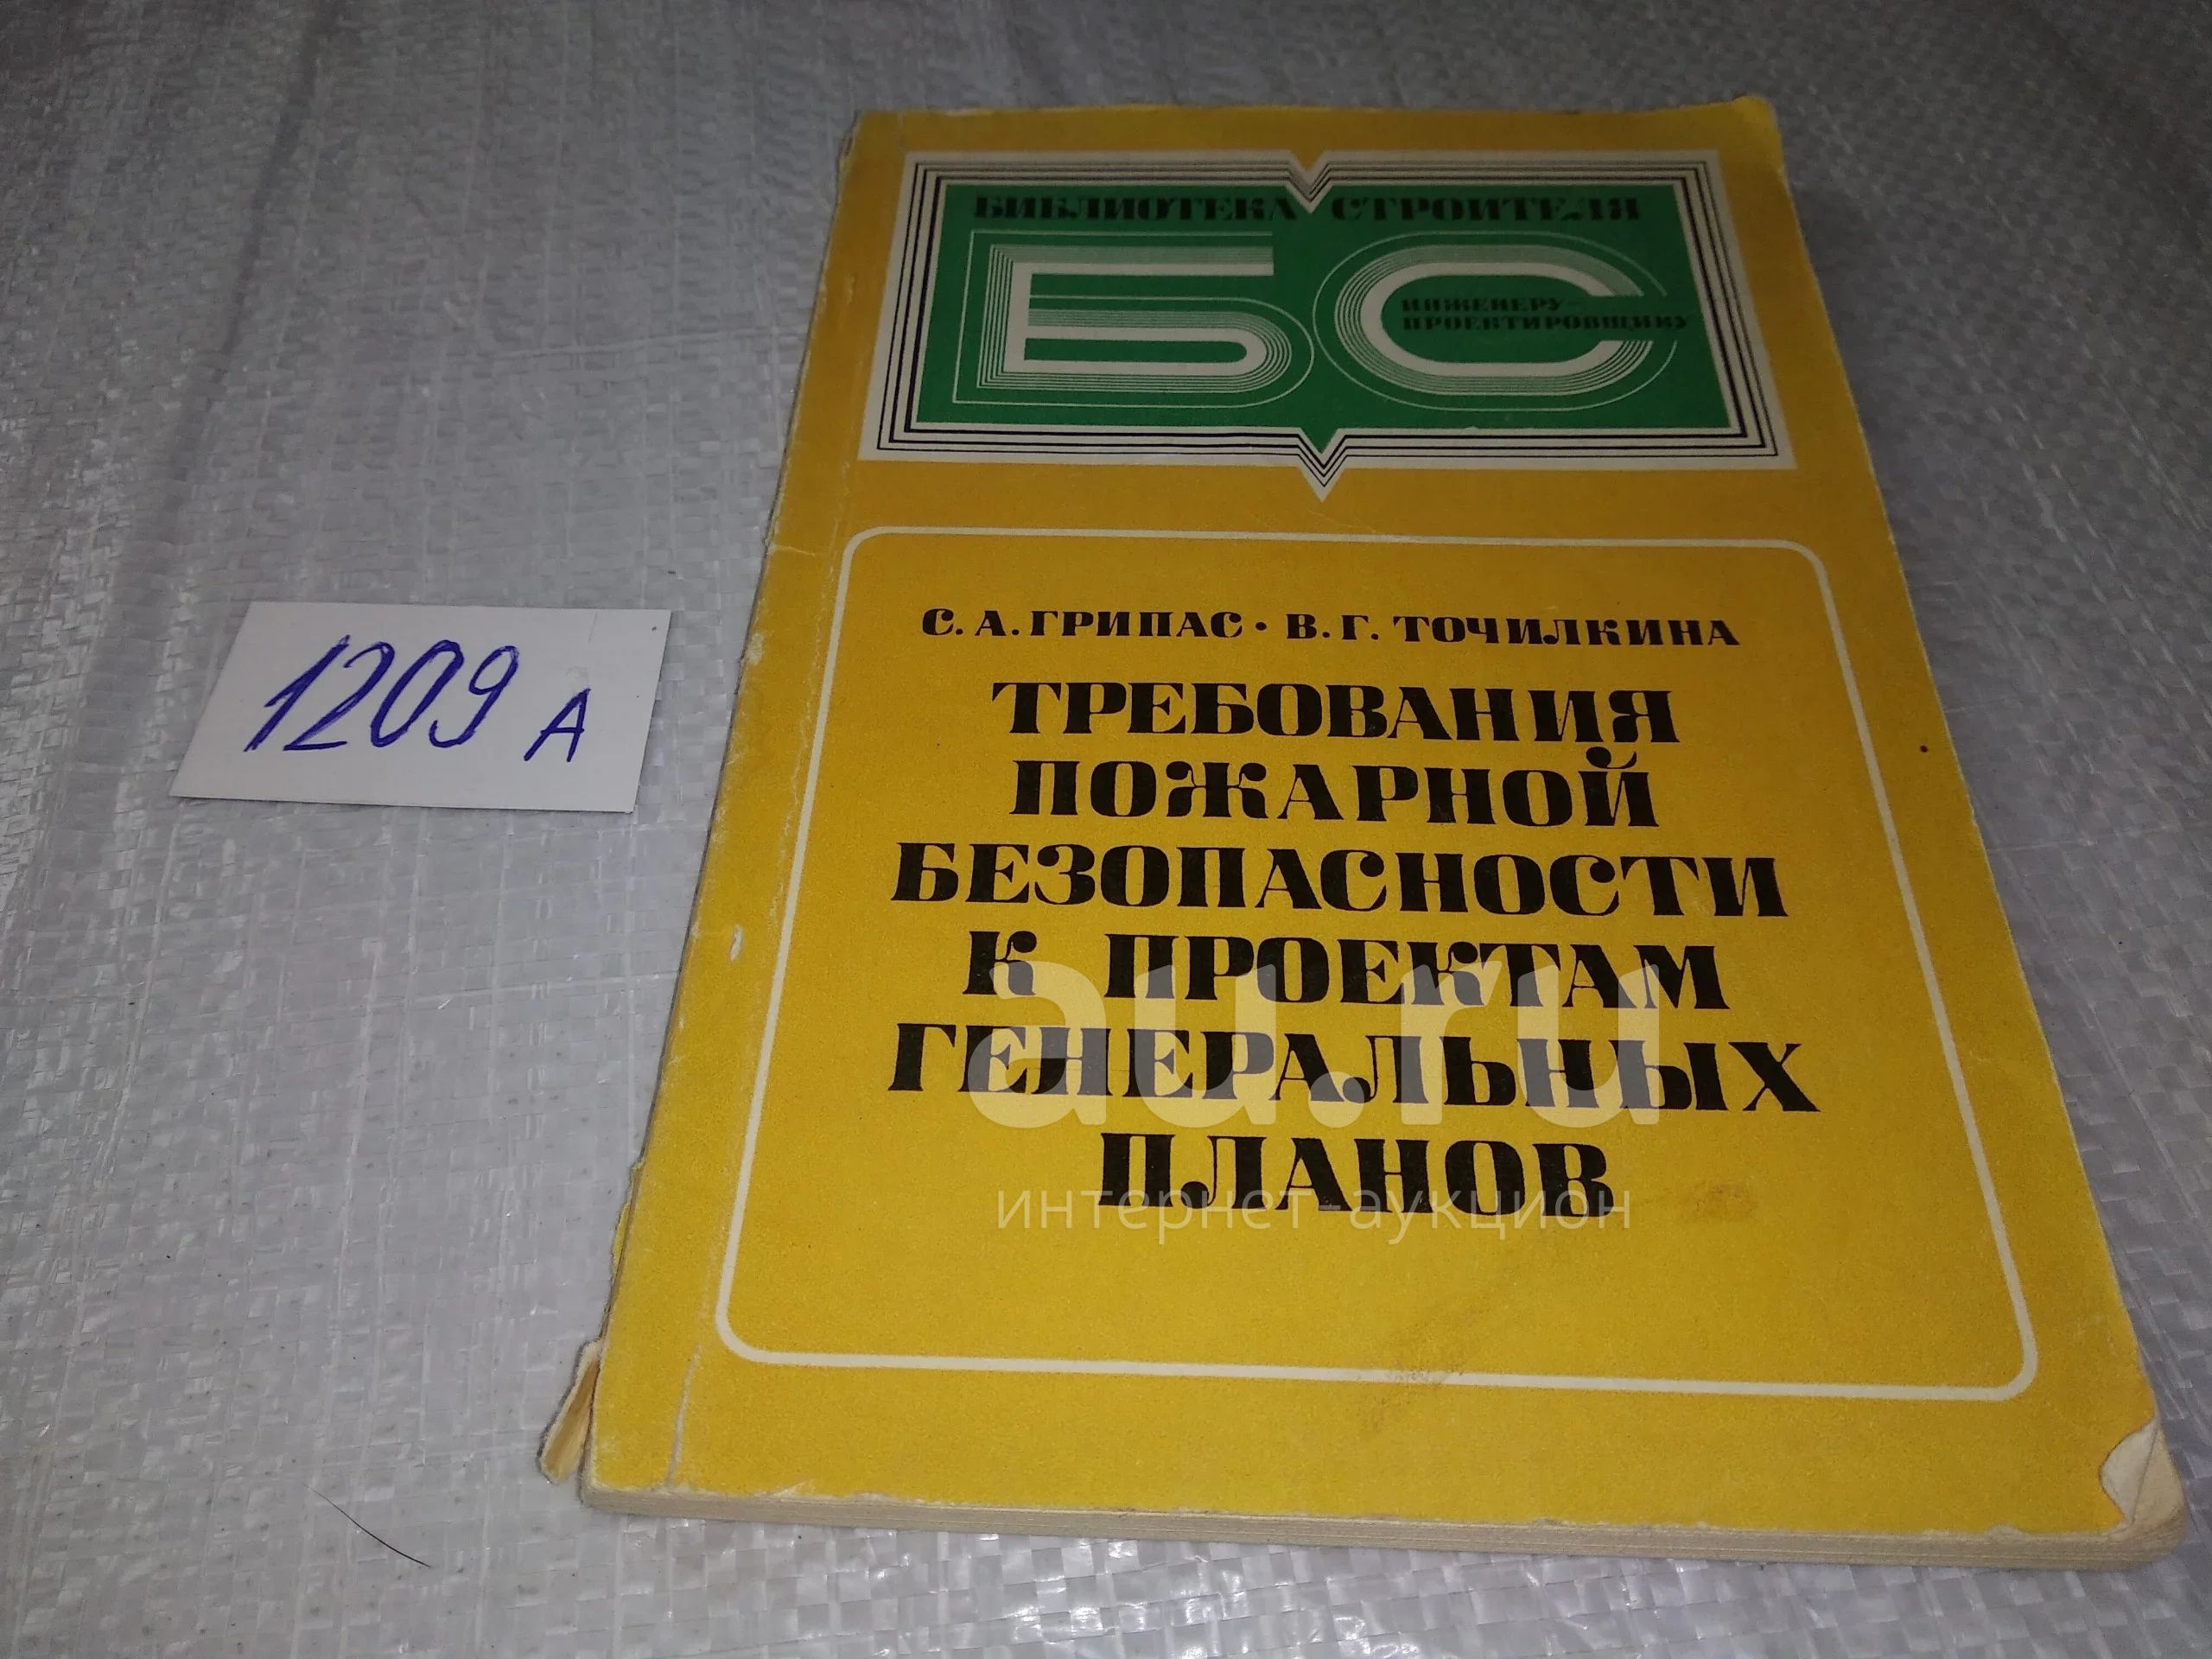 БИБЛИОТЕКА СТРОИТЕЛЯ
БС
ИНЖЕНЕРУ-
ПРОЕКТИРОВЩИКУ
1209 А
С. А. ГРИПАС · В. Г. ТОЧИЛКИНА
ТРЕБОВАНИЯ
ПОЖАРНОЙ
БЕЗОПАСНОСТИ
К ПРОЕКТАМ
ГЕНЕРАЛЬНЫХ
ПЛАНОВ
au.ru
интернет-аукцион